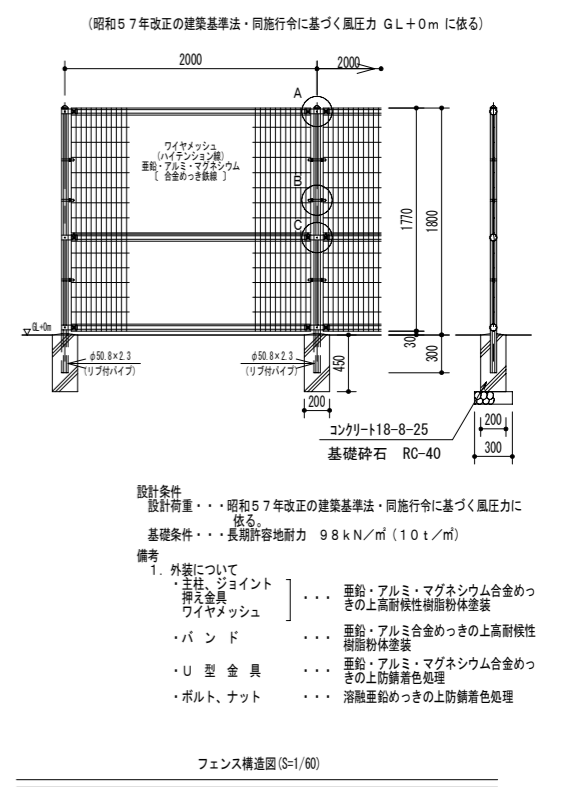 (昭和57年改正の建築基準法・同施行令に基づく風圧力 GL+0m に依る)
2000
2000
A
ワイヤメッシュ
(ハイテンション線)
亜鉛・アルミ・マグネシウム
〔 合金めっき鉄線 〕
B
C
1770
1800
GL+0m
30
300
φ50.8×2.3
(リブ付パイプ)
φ50.8×2.3
(リブ付パイプ)
450
200
コンクリート18-8-25
基礎砕石 RC-40
200
300
設計条件
設計荷重・・・昭和57年改正の建築基準法・同施行令に基づく風圧力に
依る。
基礎条件・・・長期許容地耐力 98kN/㎡(10t/㎡)
備考
1. 外装について
・主柱、ジョイント
押え金具
ワイヤメッシュ
・・・ 亜鉛・アルミ・マグネシウム合金めっ
きの上高耐候性樹脂粉体塗装
・バンド ・・・ 亜鉛・アルミ合金めっきの上高耐候性
樹脂粉体塗装
・U型金具 ・・・ 亜鉛・アルミ・マグネシウム合金めっ
きの上防錆着色処理
・ボルト、ナット ・・・ 溶融亜鉛めっきの上防錆着色処理
フェンス構造図(S=1/60)